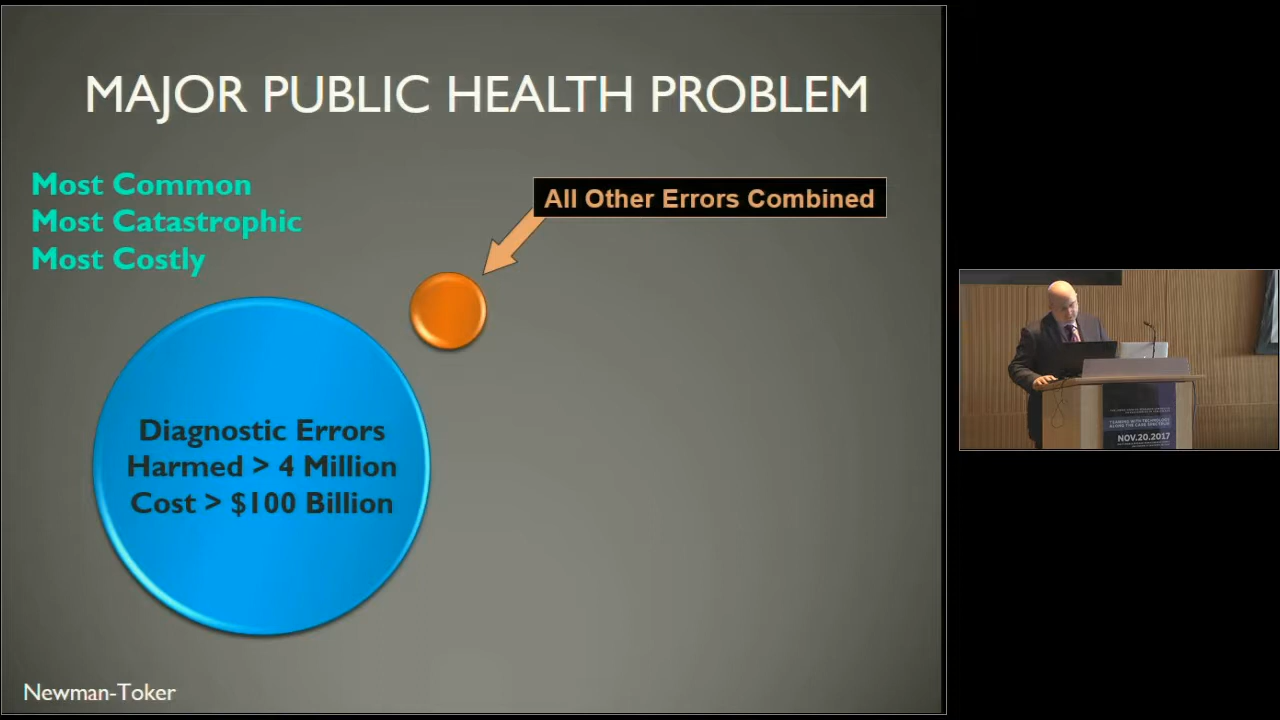 MAJOR PUBLIC HEALTH PROBLEM
Most Common
Most Catastrophic
Most Costly
All Other Errors Combined
Diagnostic Errors
Harmed > 4 Million
Cost > $100 Billion
Newman-Toker
NOV.20.2017